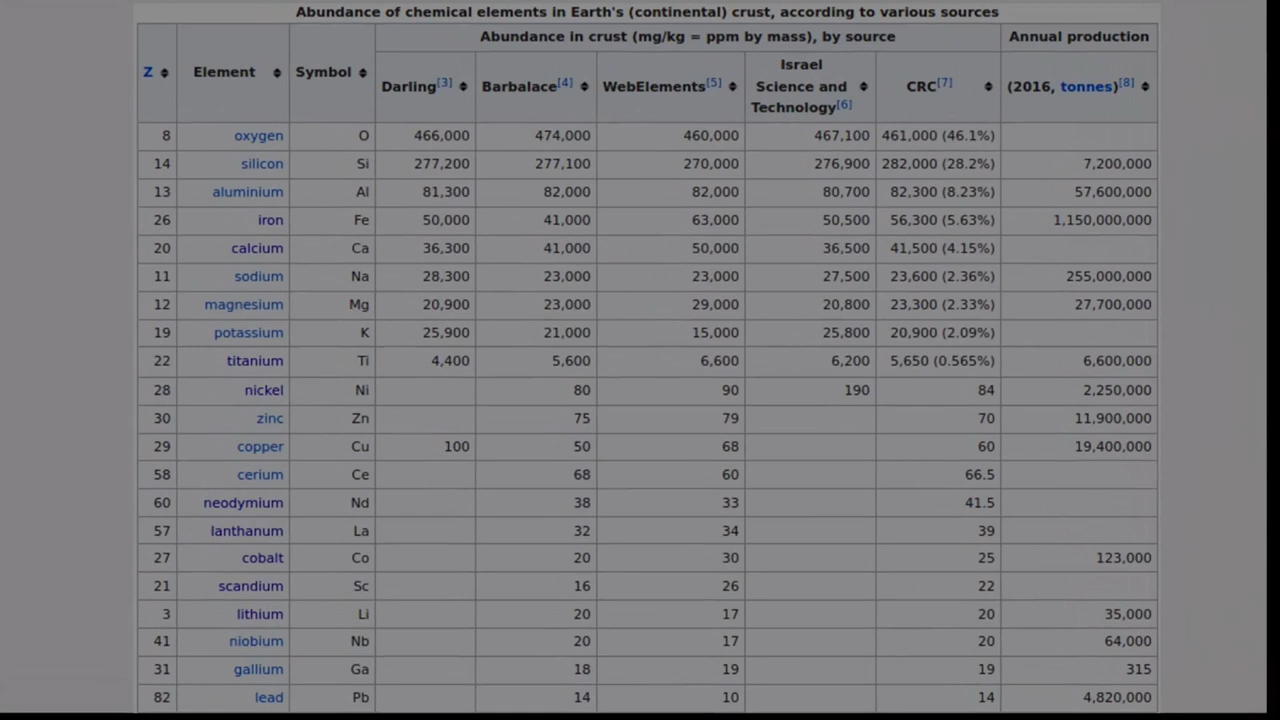 Abundance of chemical elements in Earth's (continental) crust, according to various sources
Z Element Symbol Abundance in crust (mg/kg = ppm by mass), by source Annual production
Darling[3] Barbalace[4] WebElements[5] Israel Science and Technology[6] CRC[7] (2016, tonnes)[8]
8 oxygen O 466,000 474,000 460,000 467,100 461,000 (46.1%)
14 silicon Si 277,200 277,100 270,000 276,900 282,000 (28.2%) 7,200,000
13 aluminium Al 81,300 82,000 82,000 80,700 82,300 (8.23%) 57,600,000
26 iron Fe 50,000 41,000 63,000 50,500 56,300 (5.63%) 1,150,000,000
20 calcium Ca 36,300 41,000 50,000 36,500 41,500 (4.15%)
11 sodium Na 28,300 23,000 23,000 27,500 23,600 (2.36%) 255,000,000
12 magnesium Mg 20,900 23,000 29,000 20,800 23,300 (2.33%) 27,700,000
19 potassium K 25,900 21,000 15,000 25,800 20,900 (2.09%)
22 titanium Ti 4,400 5,600 6,600 6,200 5,650 (0.565%) 6,600,000
28 nickel Ni 80 90 190 84 2,250,000
30 zinc Zn 75 79 70 11,900,000
29 copper Cu 100 50 68 60 19,400,000
58 cerium Ce 68 60 66.5
60 neodymium Nd 38 33 41.5
57 lanthanum La 32 34 39
27 cobalt Co 20 30 25 123,000
21 scandium Sc 16 26 22
3 lithium Li 20 17 20 35,000
41 niobium Nb 20 17 20 64,000
31 gallium Ga 18 19 19 315
82 lead Pb 14 10 14 4,820,000